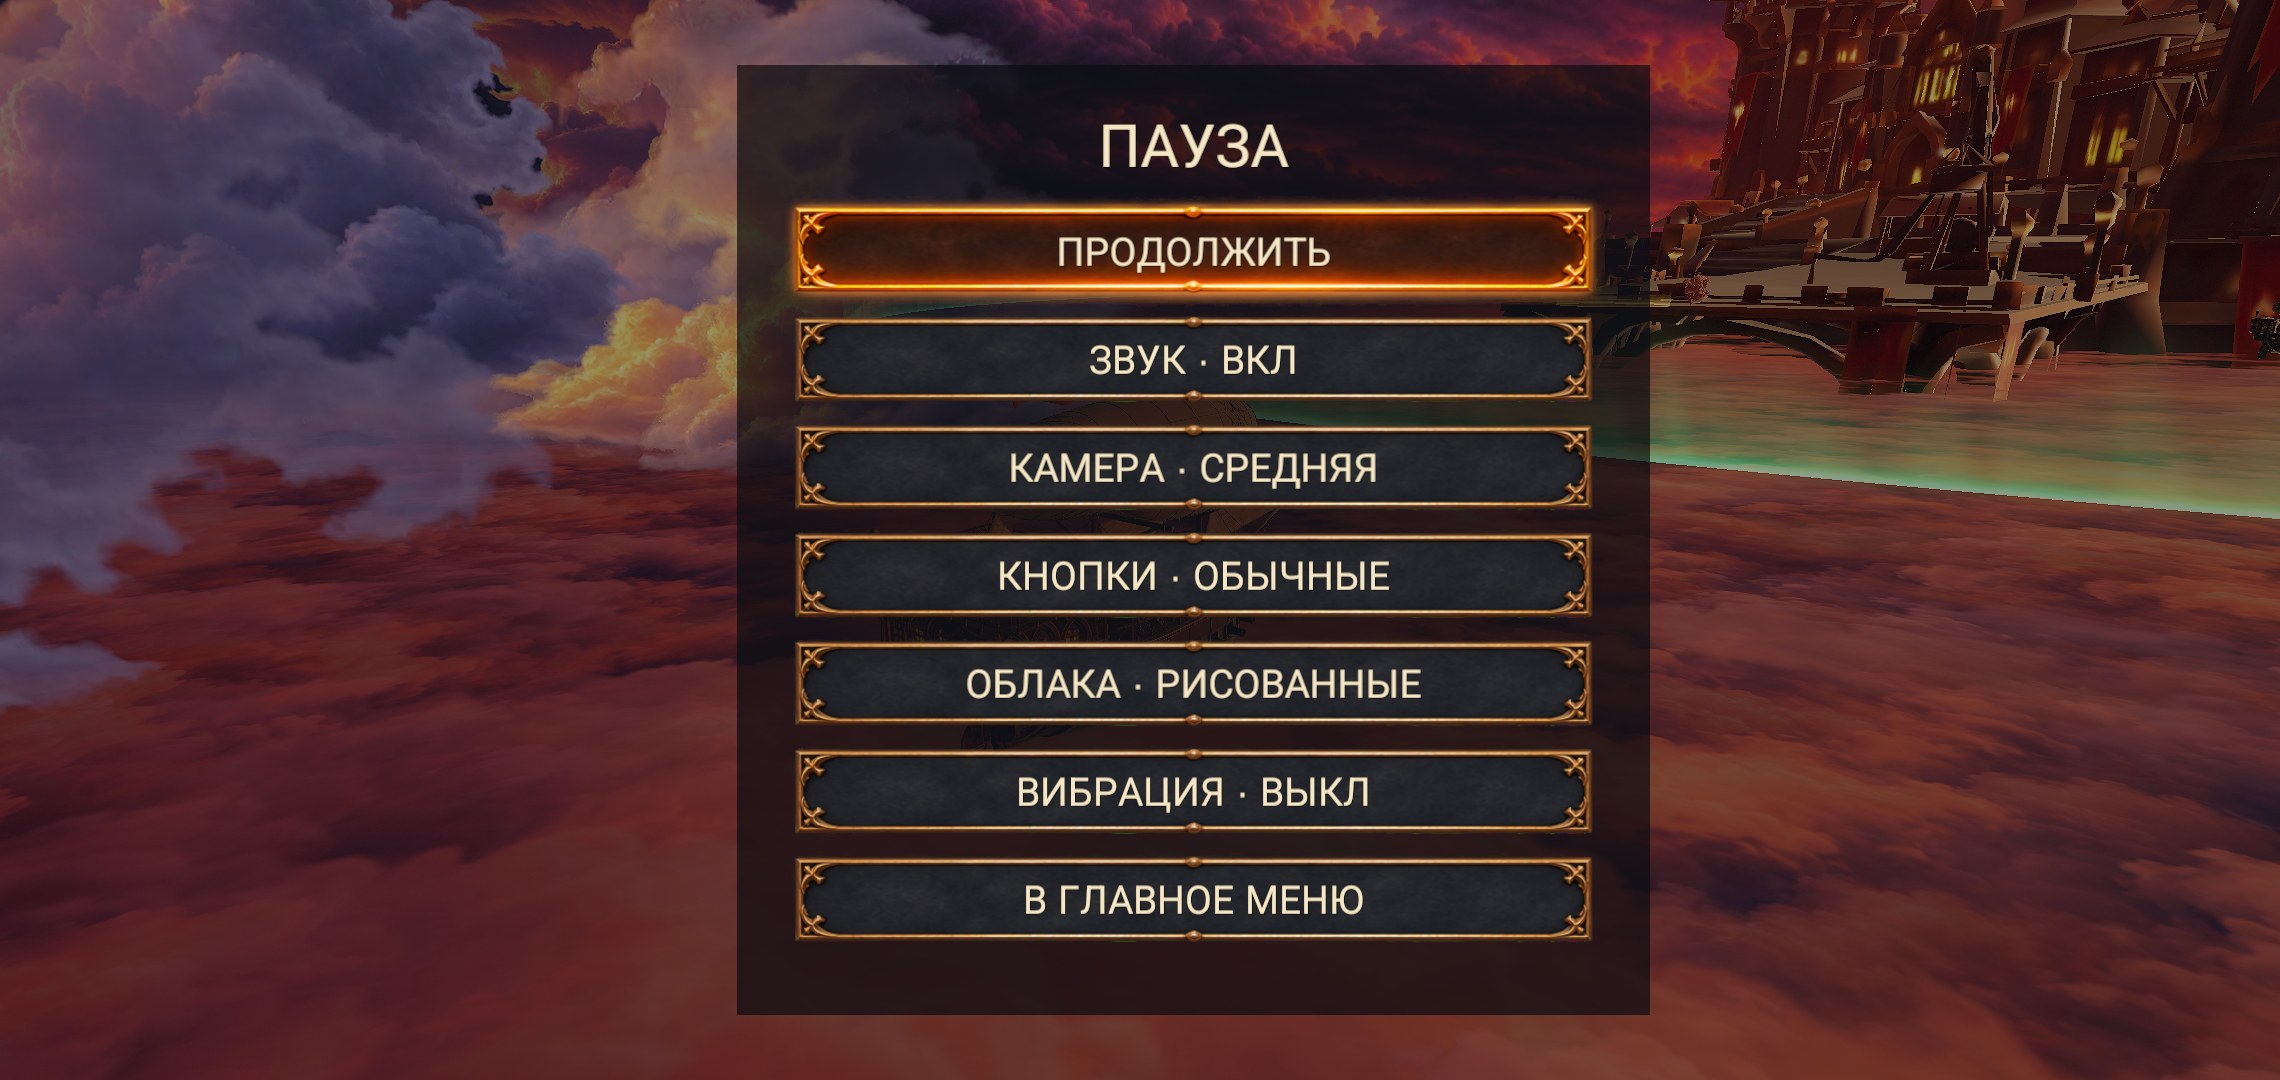 ПАУЗА
ПРОДОЛЖИТЬ
ЗВУК · ВКЛ
КАМЕРА · СРЕДНЯЯ
КНОПКИ · ОБЫЧНЫЕ
ОБЛАКА · РИСОВАННЫЕ
ВИБРАЦИЯ · ВЫКЛ
В ГЛАВНОЕ МЕНЮ